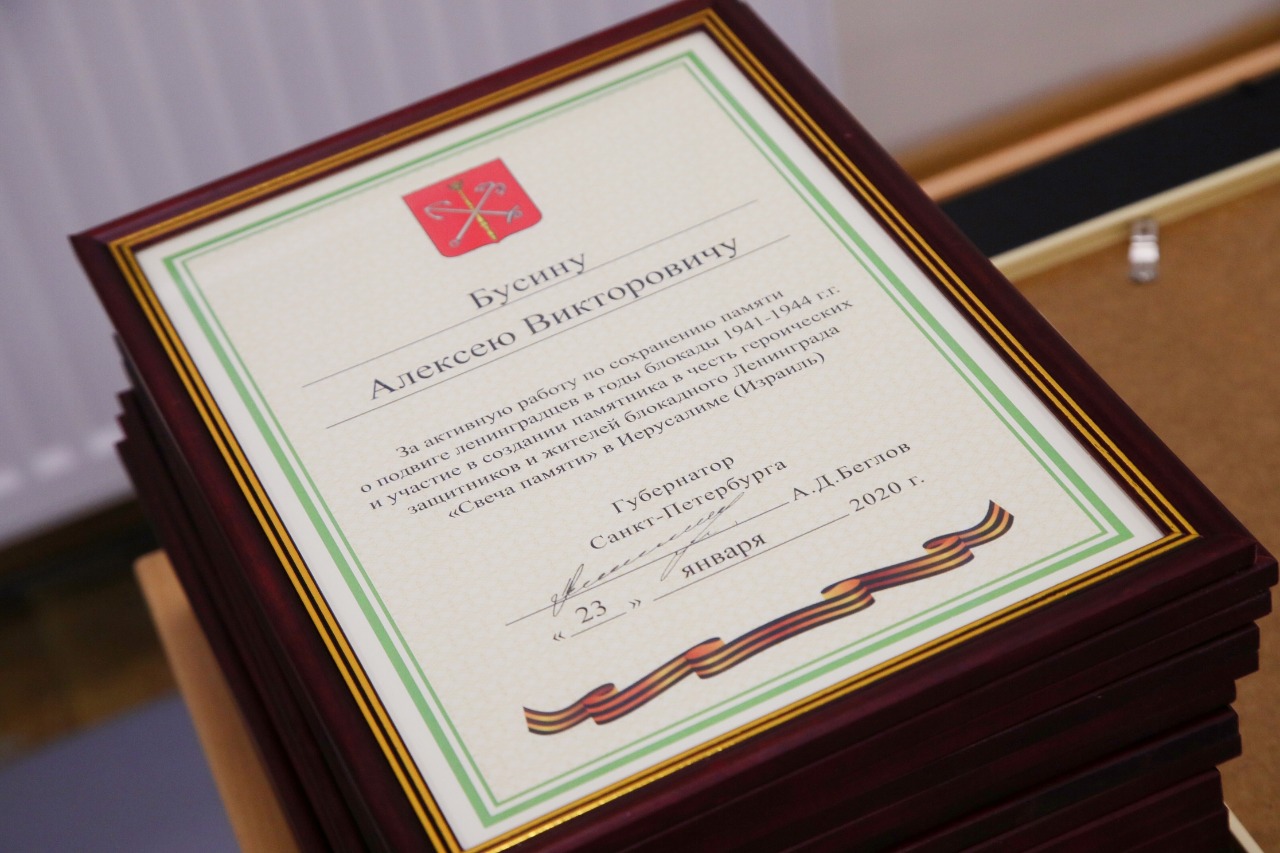 Бусину
Алексею Викторовичу
За активную работу по сохранению памяти
о подвиге ленинградцев в годы блокады 1941-1944 г.г.
и участие в создании памятника в честь героических
защитников и жителей блокадного Ленинграда
«Свеча памяти» в Иерусалиме (Израиль)
Губернатор
Санкт-Петербурга
А.Д.Беглов
« 23 » января 2020 г.